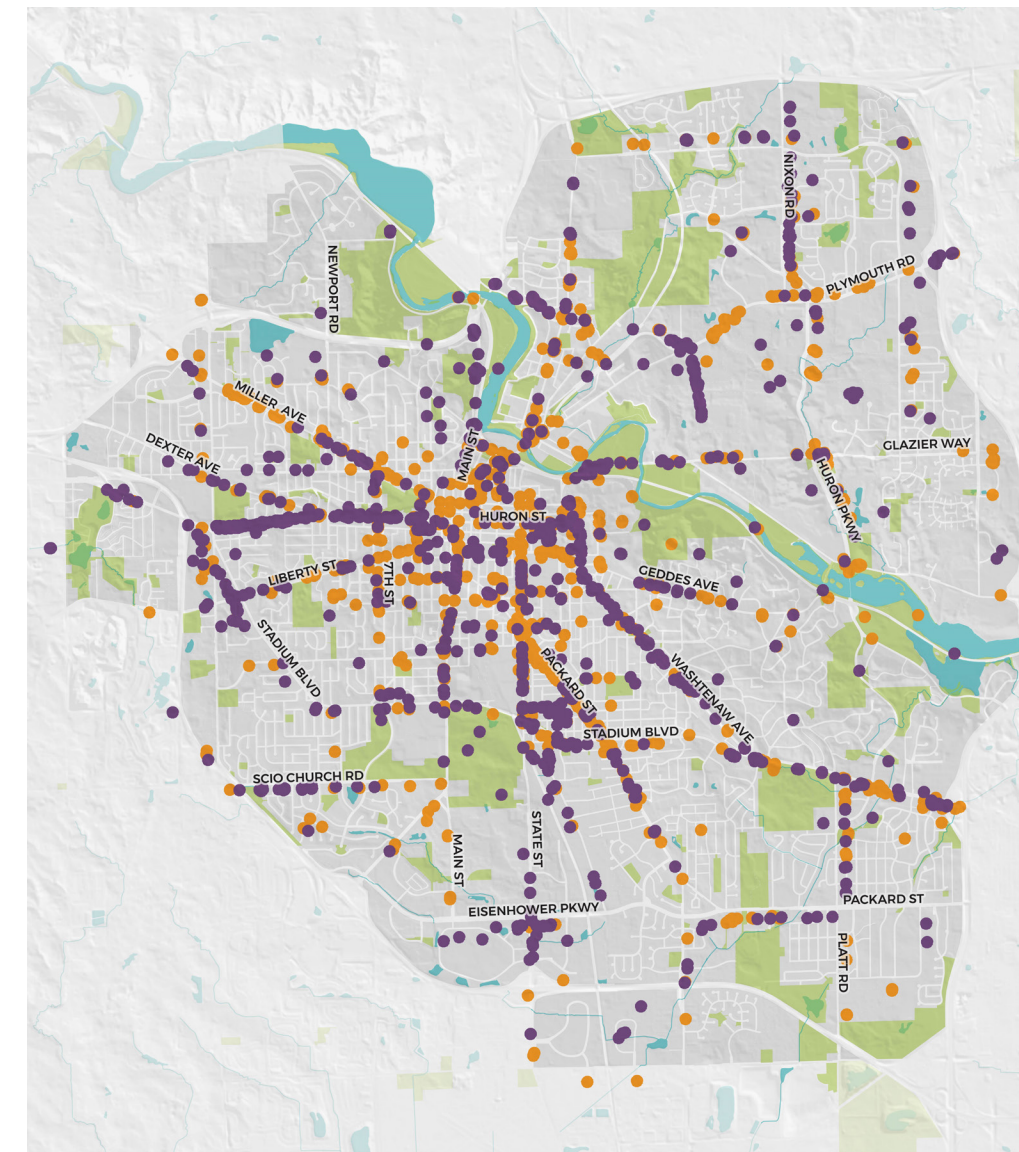 NIXON RD
NEWPORT RD
PLYMOUTH RD
MILLER AVE
DEXTER AVE
MAIN ST
GLAZIER WAY
HURON PKWY
HURON ST
LIBERTY ST
7TH ST
GEDDES AVE
STADIUM BLVD
PACKARD ST
WASHTENAW AVE
STADIUM BLVD
SCIO CHURCH RD
MAIN ST
STATE ST
EISENHOWER PKWY
PACKARD ST
PLATT RD